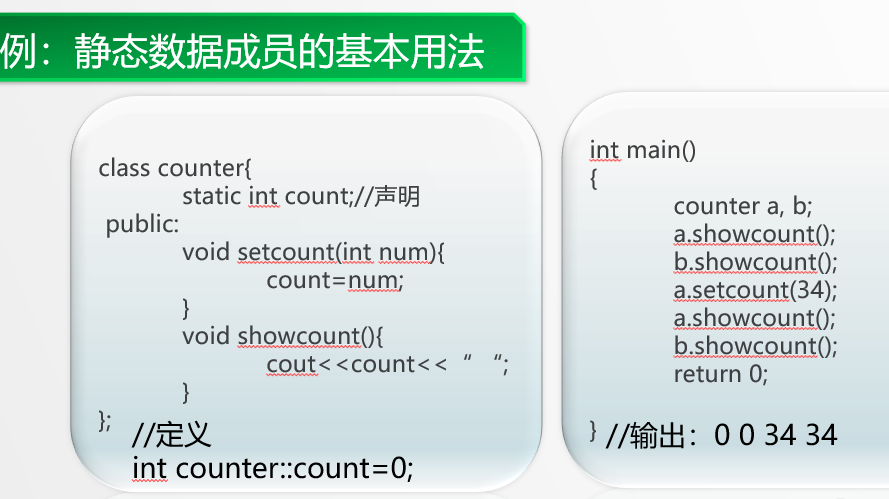 例：静态数据成员的基本用法
class counter{
static int count;//声明
public:
void setcount(int num){
count=num;
}
void showcount(){
cout<<count<<“ “;
}
};
//定义
int counter::count=0;
int main()
{
counter a, b;
a.showcount();
b.showcount();
a.setcount(34);
a.showcount();
b.showcount();
return 0;
}
//输出：0 0 34 34